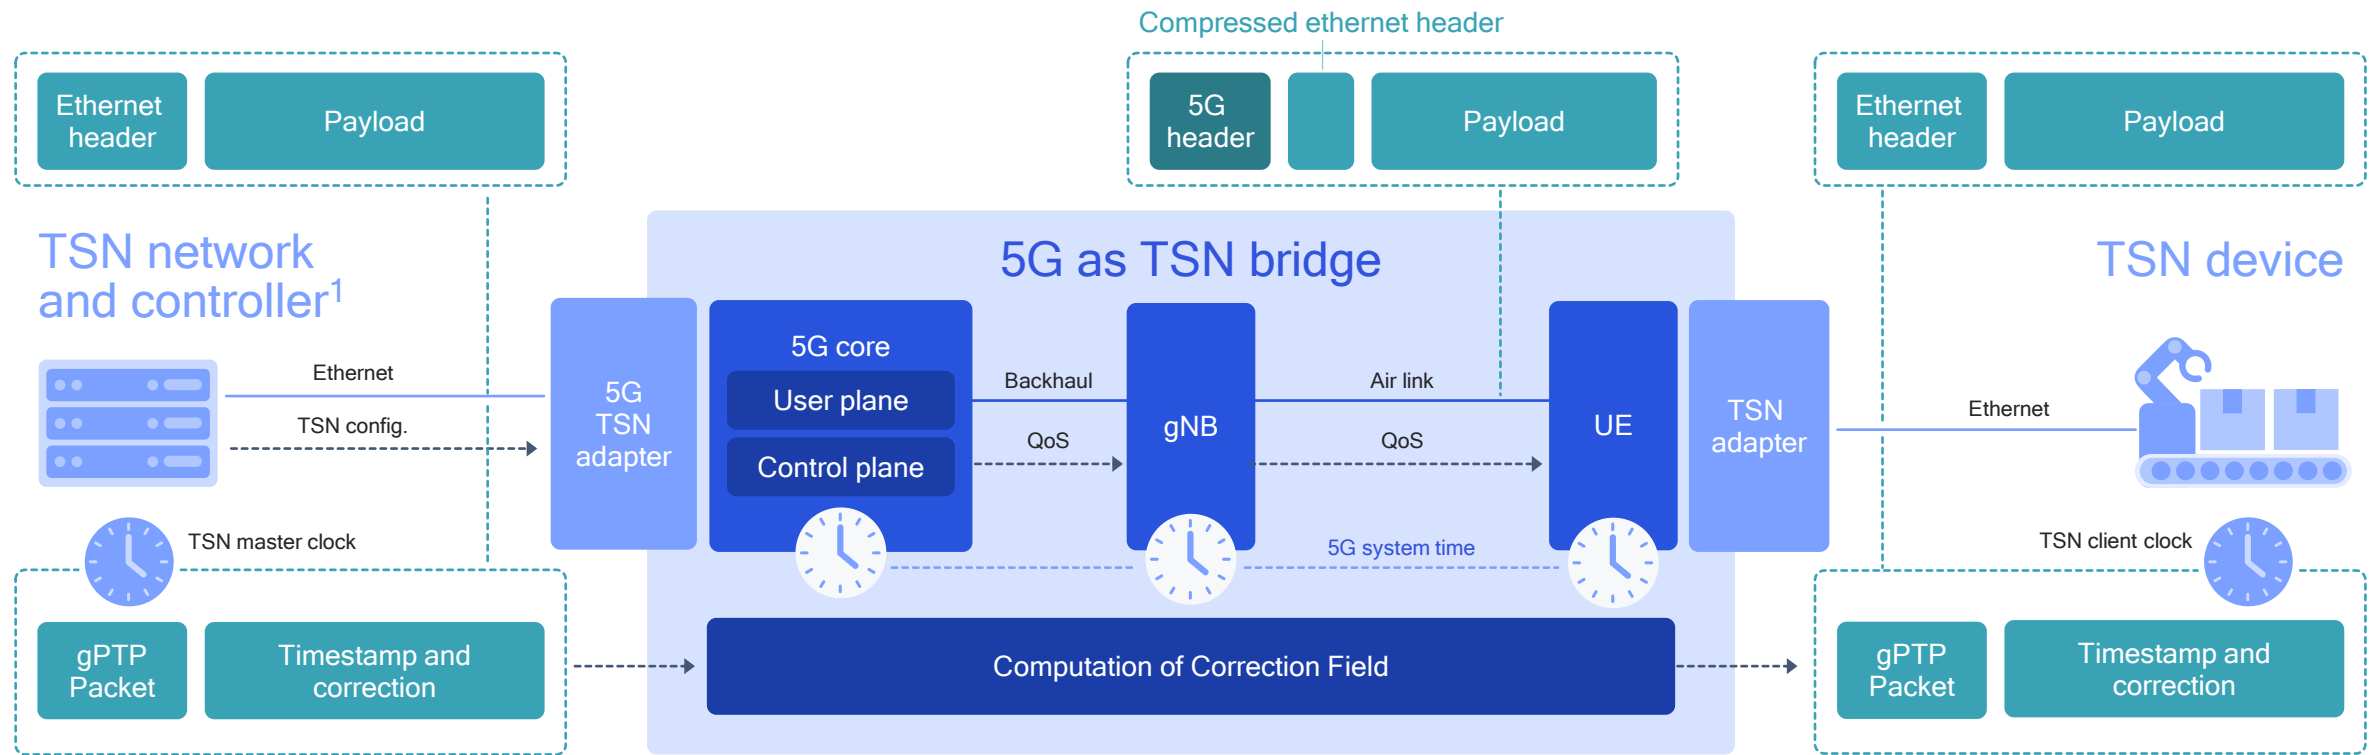 Compressed ethernet header
Ethernet
header
Payload
5G
header
Payload
Ethernet
header
Payload
TSN network
and controller¹
5G as TSN bridge
TSN device
Ethernet
TSN config.
5G
TSN
adapter
5G core
User plane
Control plane
Backhaul
QoS
gNB
Air link
QoS
UE
TSN
adapter
Ethernet
TSN master clock
5G system time
TSN client clock
gPTP
Packet
Timestamp and
correction
Computation of Correction Field
gPTP
Packet
Timestamp and
correction